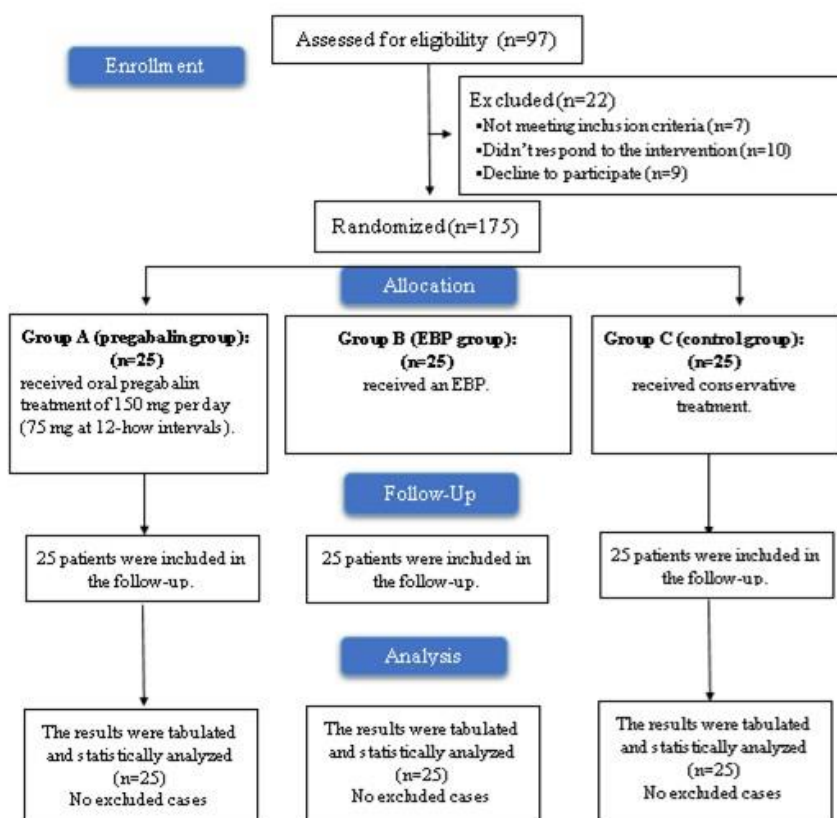 Assessed for eligibility (n=97)
Enrollment
Excluded (n=22)
▪Not meeting inclusion criteria (n=7)
▪Didn't respond to the intervention (n=10)
▪Decline to participate (n=9)
Randomized (n=175)
Allocation
Group A (pregabalin group):
(n=25)
received oral pregabalin
treatment of 150 mg per day
(75 mg at 12-how intervals).
Group B (EBP group):
(n=25)
received an EBP.
Group C (control group):
(n=25)
received conservative
treatment.
Follow-Up
25 patients were included in
the follow-up.
25 patients were included in
the follow-up.
25 patients were included in
the follow-up.
Analysis
The results were tabulated
and statistically analyzed
(n=25)
No excluded cases
The results were tabulated
and statistically analyzed
(n=25)
No excluded cases
The results were tabulated
and statistically analyzed
(n=25)
No excluded cases